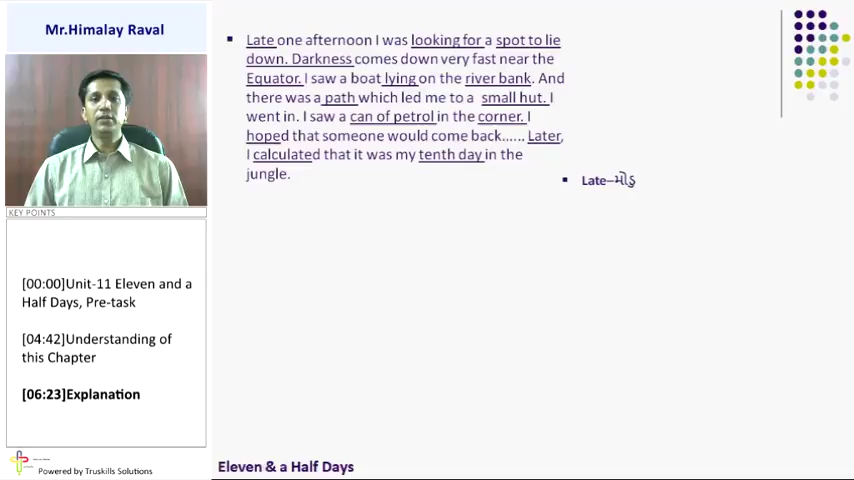 Mr.Himalay Raval
KEY POINTS
[00:00]Unit-11 Eleven and a
Half Days, Pre-task
[04:42]Understanding of
this Chapter
[06:23]Explanation
Powered by Truskills Solutions
Late one afternoon I was looking for a spot to lie
down. Darkness comes down very fast near the
Equator. I saw a boat lying on the river bank. And
there was a path which led me to a small hut. I
went in. I saw a can of petrol in the corner. I
hoped that someone would come back...... Later,
I calculated that it was my tenth day in the
jungle.
Late–મોડુ
Eleven & a Half Days